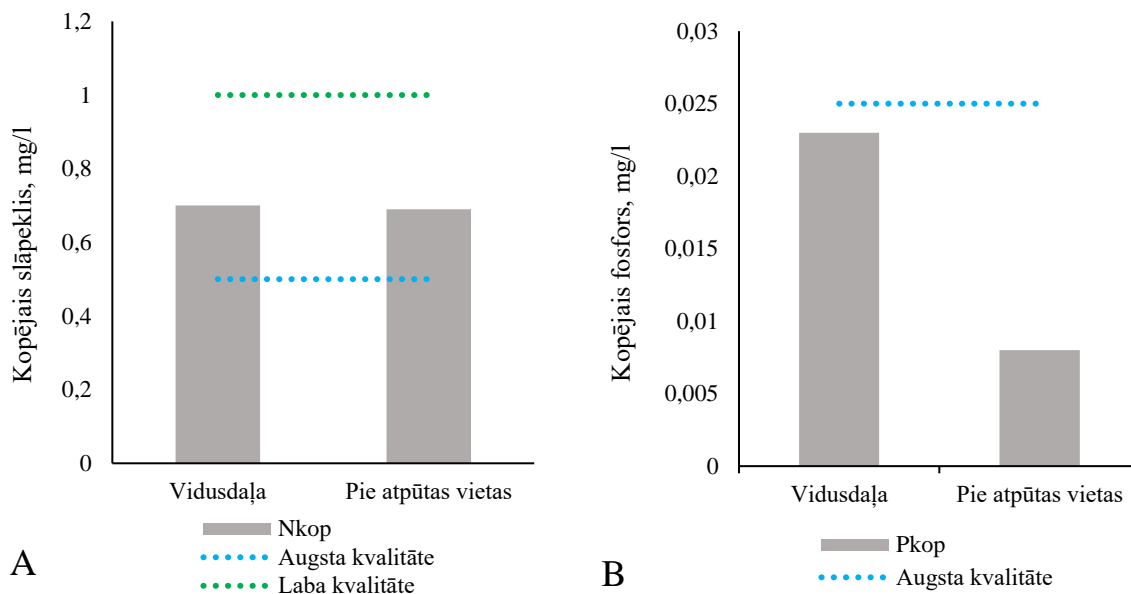 Kopējais slāpeklis, mg/l
1,2
1
0,8
0,6
0,4
0,2
0
Vidusdaļa Pie atpūtas vietas
Nkop
Augsta kvalitāte
Laba kvalitāte
A
Kopējais fosfors, mg/l
0,03
0,025
0,02
0,015
0,01
0,005
0
Vidusdaļa Pie atpūtas vietas
Pkop
Augsta kvalitāte
B